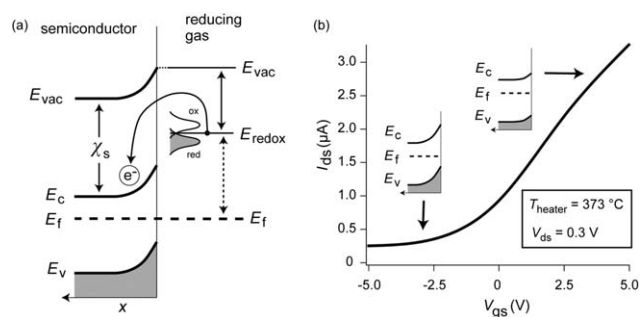 (a)
semiconductor
reducing
gas
E_vac
E_vac
χ_s
ox
red
E_redox
e⁻
E_c
E_f
E_f
E_v
x
(b)
I_ds(μA)
3.0
2.5
2.0
1.5
1.0
0.5
0
E_c
E_f
E_v
E_c
E_f
E_v
T_heater = 373 °C
V_ds = 0.3 V
-5.0
-2.5
0
2.5
5.0
V_gs(V)